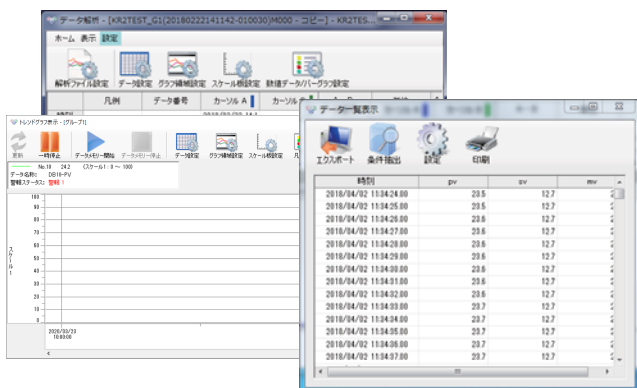 データ解析 - [KR2TEST_G1(20180222141142-010030)M000 - コピー] - KR2TES...
ホーム 表示 設定
解析ファイル設定 データ設定 グラフ領域設定 スケール板設定 数値データ/バーグラフ設定
凡例 データ番号 カーソル A
トレンドグラフ表示 - [グループ1]
更新 一時停止 データメモリー開始 データメモリー停止 データ設定 グラフ領域設定 スケール板設定
No.10 24.2 (スケール1: 0 ~ 100)
データ名称: DB10-PV
警報ステータス: 警報 1
100
90
80
70
60
50
40
30
20
10
0
スケール1
2020/03/23
10:00:00
データ一覧表示
エクスポート 条件抽出 設定 印刷
時刻 pv sv mv
2018/04/02 11:34:24.00 23.5 12.7
2018/04/02 11:34:25.00 23.6 12.7
2018/04/02 11:34:26.00 23.6 12.7
2018/04/02 11:34:27.00 23.6 12.7
2018/04/02 11:34:28.00 23.6 12.7
2018/04/02 11:34:29.00 23.6 12.7
2018/04/02 11:34:30.00 23.6 12.7
2018/04/02 11:34:31.00 23.6 12.7
2018/04/02 11:34:32.00 23.6 12.7
2018/04/02 11:34:33.00 23.7 12.7
2018/04/02 11:34:34.00 23.7 12.7
2018/04/02 11:34:35.00 23.7 12.7
2018/04/02 11:34:36.00 23.7 12.7
2018/04/02 11:34:37.00 23.7 12.7